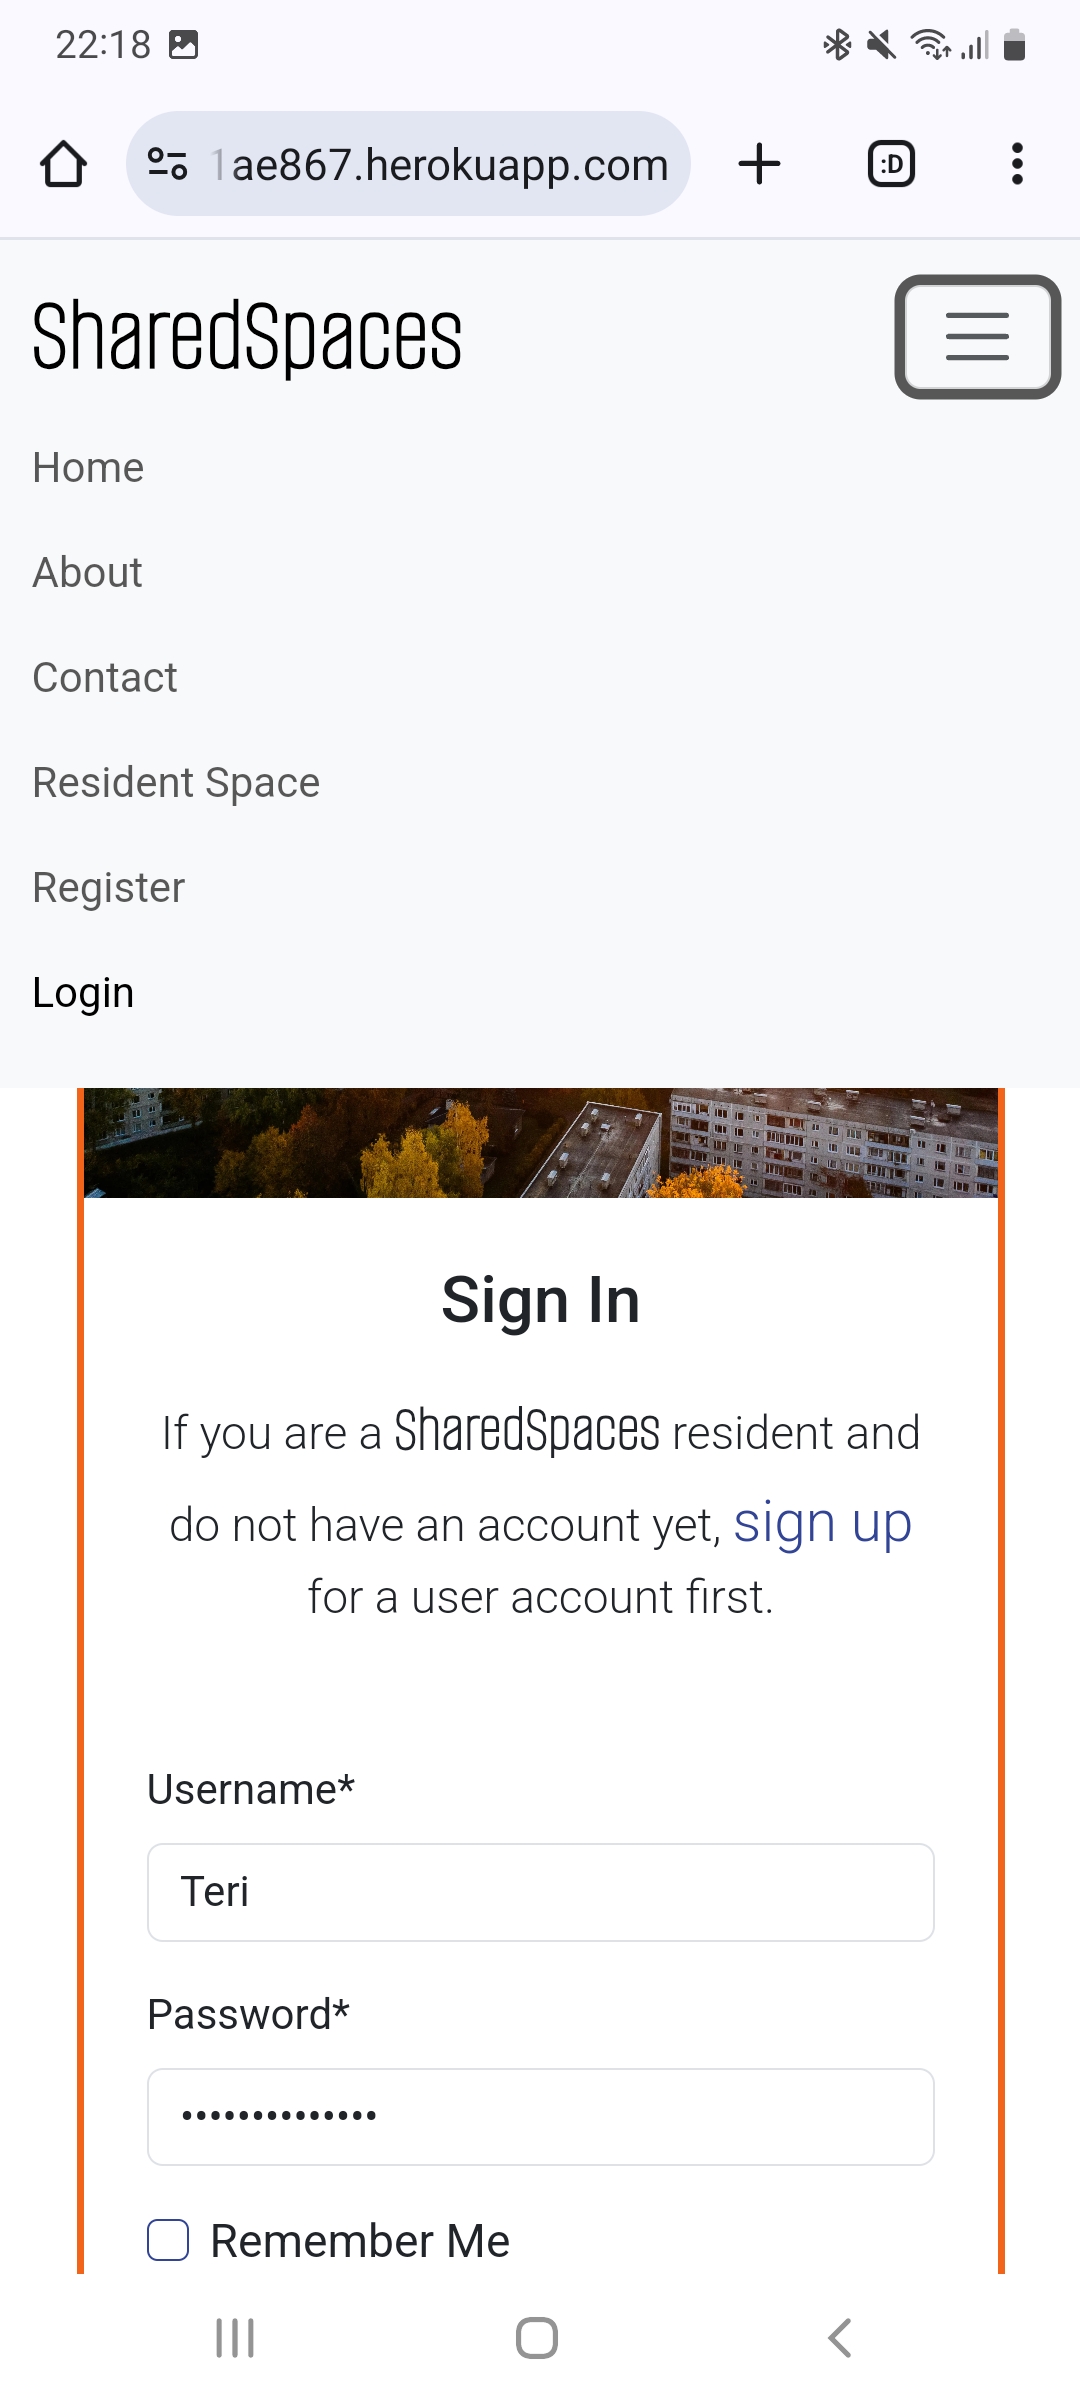 22:18
1ae867.herokuapp.com
:D
SharedSpaces
Home
About
Contact
Resident Space
Register
Login
Sign In
If you are a SharedSpaces resident and
do not have an account yet, sign up
for a user account first.
Username*
Teri
Password*
••••••••••••••
Remember Me